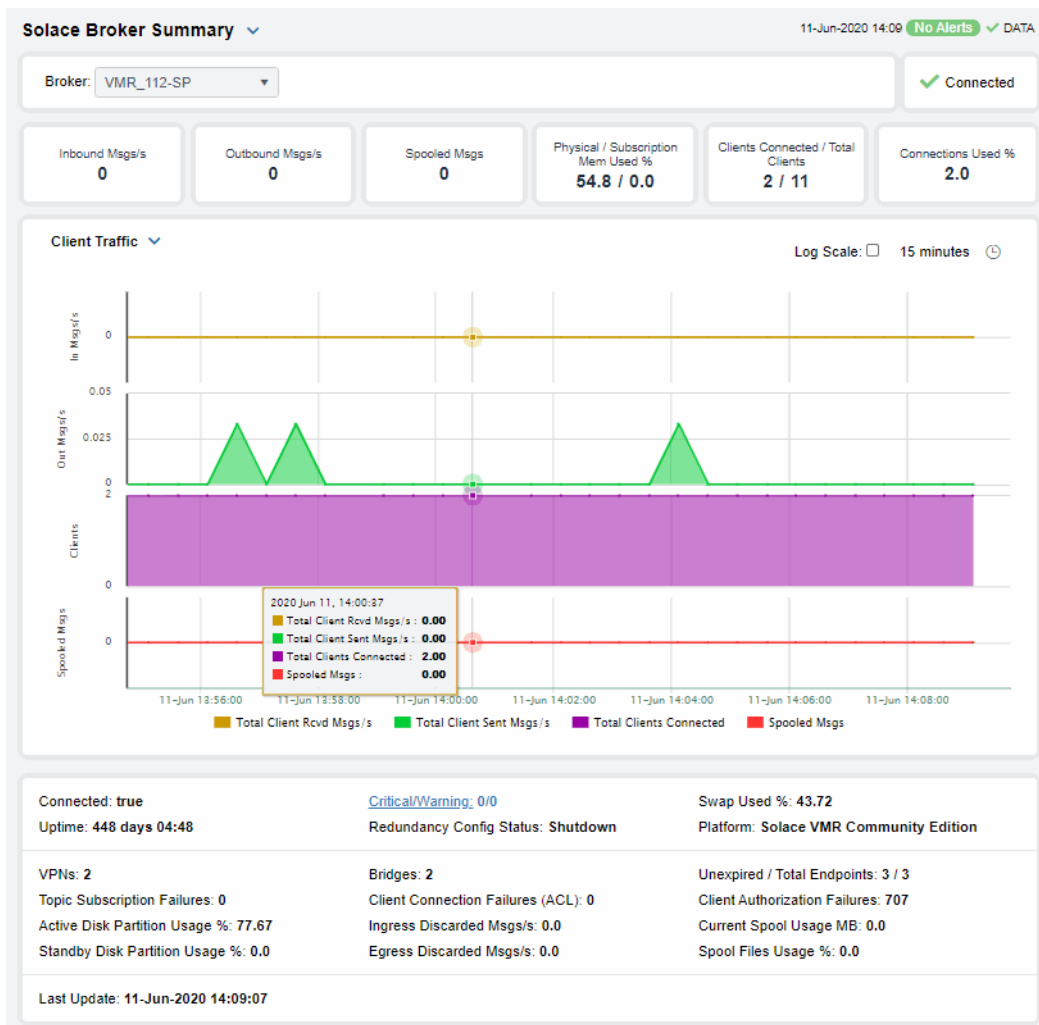 Solace Broker Summary
11-Jun-2020 14:09 No Alerts DATA
Broker: VMR_112-SP
Connected
Inbound Msgs/s
0
Outbound Msgs/s
0
Spooled Msgs
0
Physical / Subscription
Mem Used %
54.8 / 0.0
Clients Connected / Total
Clients
2 / 11
Connections Used %
2.0
Client Traffic
Log Scale: 15 minutes
In Msgs/s
0
Out Msgs/s
0.05
0.025
0
Clients
2
0
Spooled Msgs
0
2020 Jun 11, 14:00:37
Total Client Rcvd Msgs/s : 0.00
Total Client Sent Msgs/s : 0.00
Total Clients Connected : 2.00
Spooled Msgs : 0.00
11-Jun 13:56:00 11-Jun 13:58:00 11-Jun 14:00:00 11-Jun 14:02:00 11-Jun 14:04:00 11-Jun 14:06:00 11-Jun 14:08:00
Total Client Rcvd Msgs/s Total Client Sent Msgs/s Total Clients Connected Spooled Msgs
Connected: true Critical/Warning: 0/0 Swap Used %: 43.72
Uptime: 448 days 04:48 Redundancy Config Status: Shutdown Platform: Solace VMR Community Edition
VPNs: 2 Bridges: 2 Unexpired / Total Endpoints: 3 / 3
Topic Subscription Failures: 0 Client Connection Failures (ACL): 0 Client Authorization Failures: 707
Active Disk Partition Usage %: 77.67 Ingress Discarded Msgs/s: 0.0 Current Spool Usage MB: 0.0
Standby Disk Partition Usage %: 0.0 Egress Discarded Msgs/s: 0.0 Spool Files Usage %: 0.0
Last Update: 11-Jun-2020 14:09:07